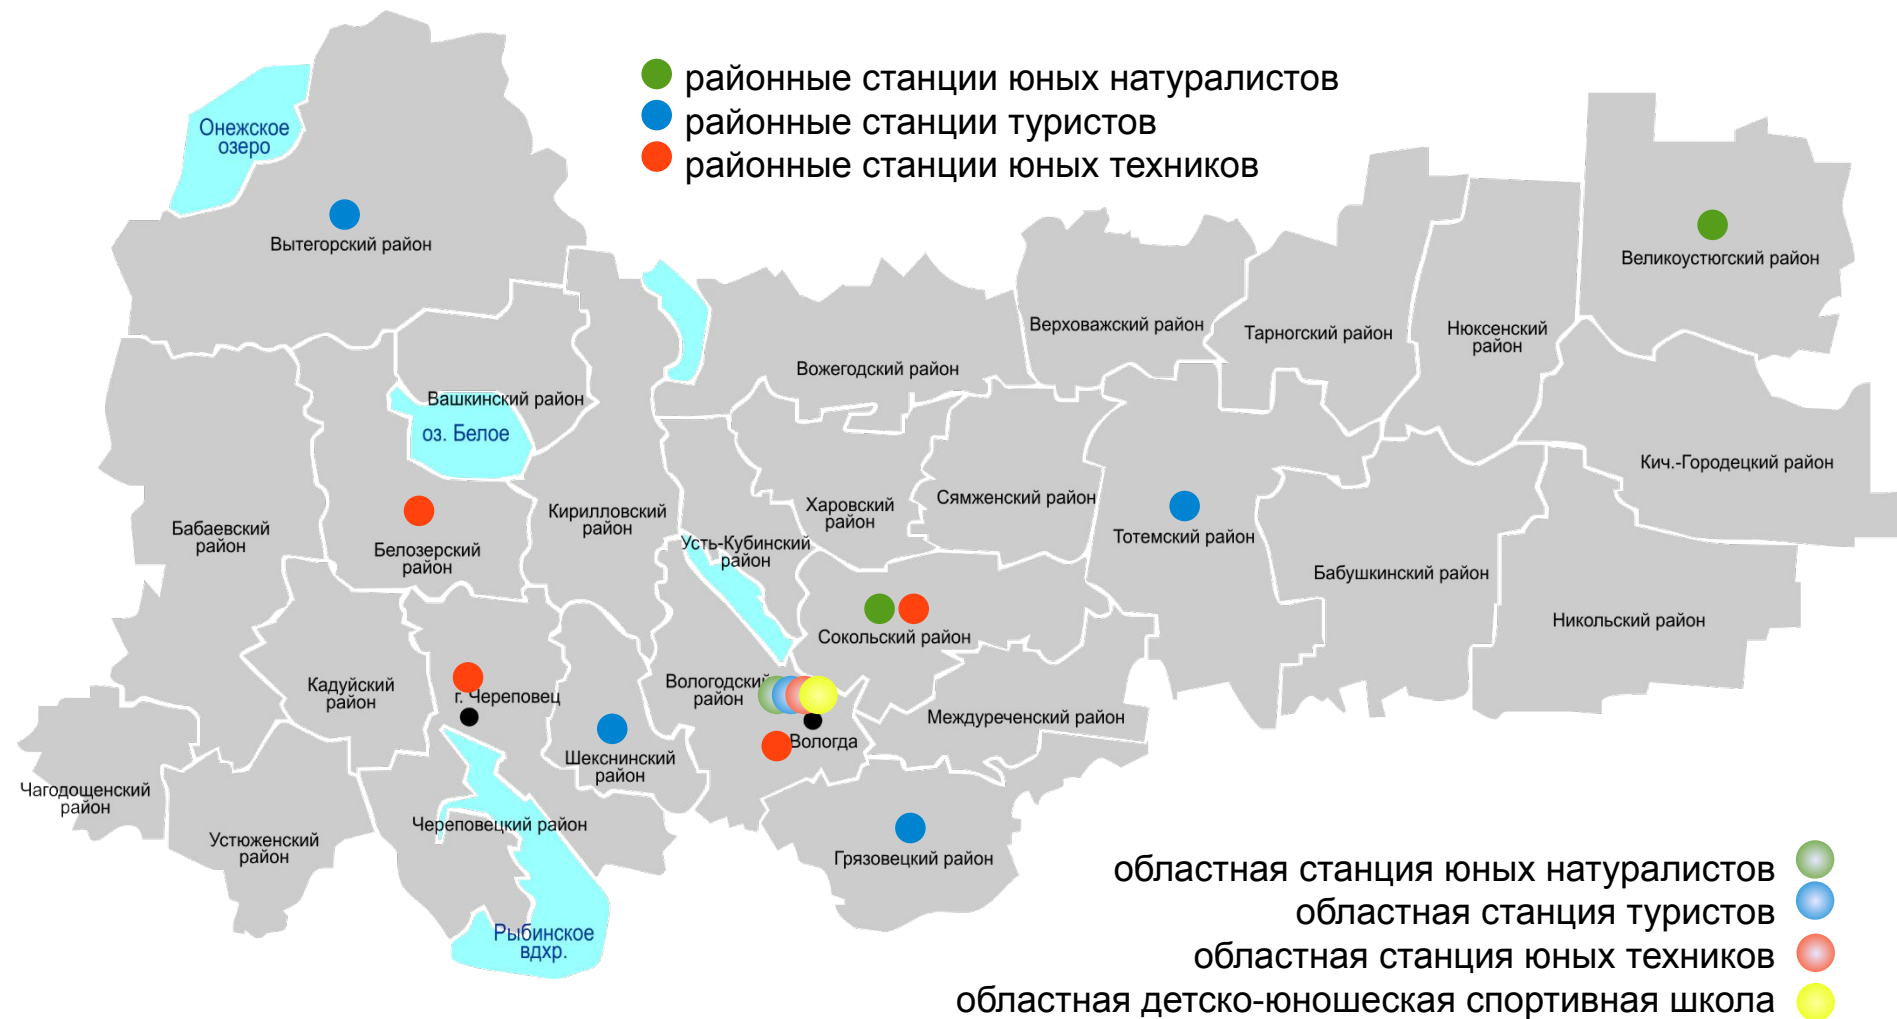 районные станции юных натуралистов
районные станции туристов
районные станции юных техников
Онежское
озеро
Вытегорский район
Великоустюгский район
Верховажский район
Тарногский район
Нюксенский
район
Вожегодский район
Вашкинский район
оз. Белое
Кич.-Городецкий район
Бабаевский
район
Белозерский
район
Кирилловский
район
Харовский
район
Сямженский район
Усть-Кубинский
район
Тотемский район
Бабушкинский район
Никольский район
Сокольский район
Кадуйский
район
г. Череповец
Вологодский
район
Междуреченский район
Вологда
Шекснинский
район
Чагодощенский
район
Устюженский
район
Череповецкий район
Грязовецкий район
Рыбинское
вдхр.
областная станция юных натуралистов
областная станция туристов
областная станция юных техников
областная детско-юношеская спортивная школа